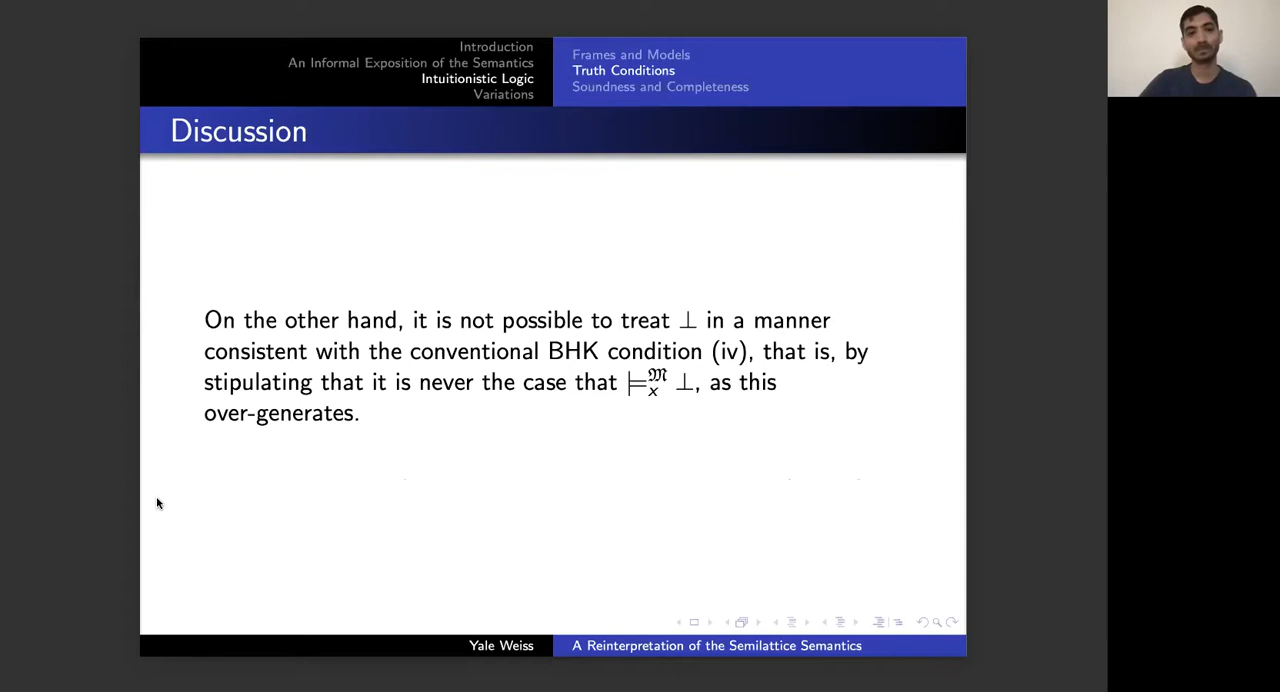 Introduction
An Informal Exposition of the Semantics
Intuitionistic Logic
Variations
Frames and Models
Truth Conditions
Soundness and Completeness
Discussion
On the other hand, it is not possible to treat ⊥ in a manner
consistent with the conventional BHK condition (iv), that is, by
stipulating that it is never the case that ⊨ₓ^𝔐 ⊥, as this
over-generates.
Yale Weiss
A Reinterpretation of the Semilattice Semantics